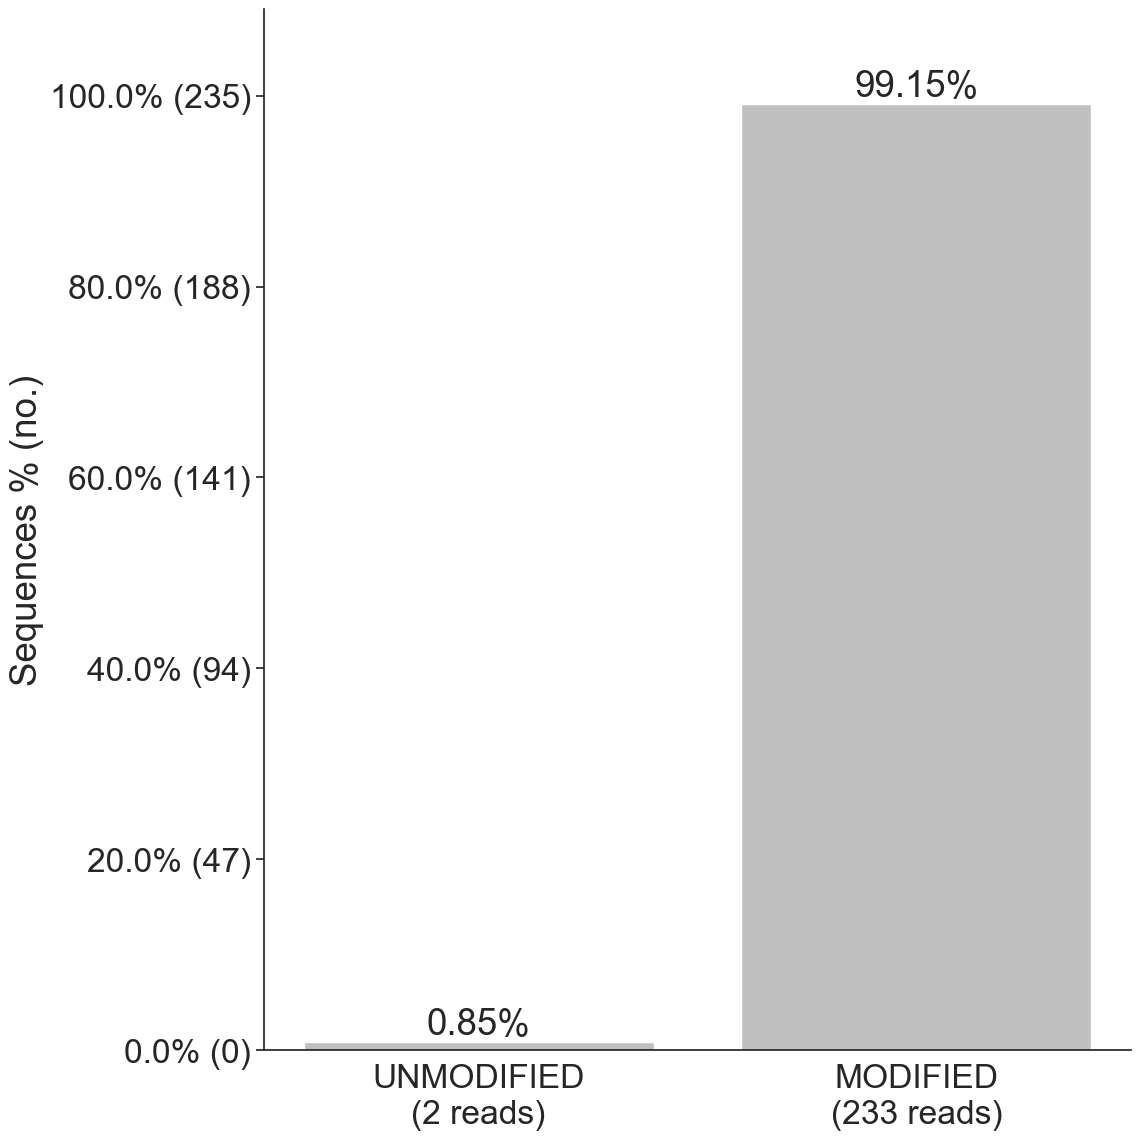 Sequences % (no.)
100.0% (235)
80.0% (188)
60.0% (141)
40.0% (94)
20.0% (47)
0.0% (0)
0.85%
99.15%
UNMODIFIED
(2 reads)
MODIFIED
(233 reads)